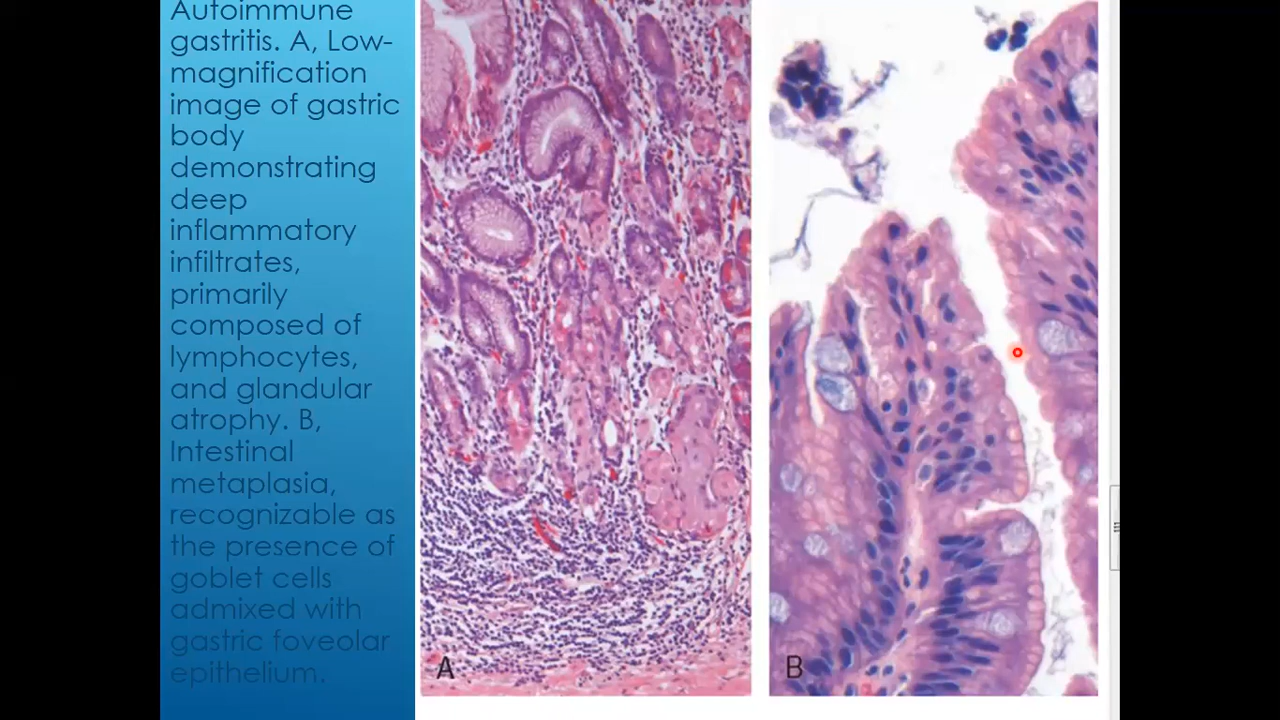 Autoimmune
gastritis. A, Low-
magnification
image of gastric
body
demonstrating
deep
inflammatory
infiltrates,
primarily
composed of
lymphocytes,
and glandular
atrophy. B,
Intestinal
metaplasia,
recognizable as
the presence of
goblet cells
admixed with
gastric foveolar
epithelium.
A
B